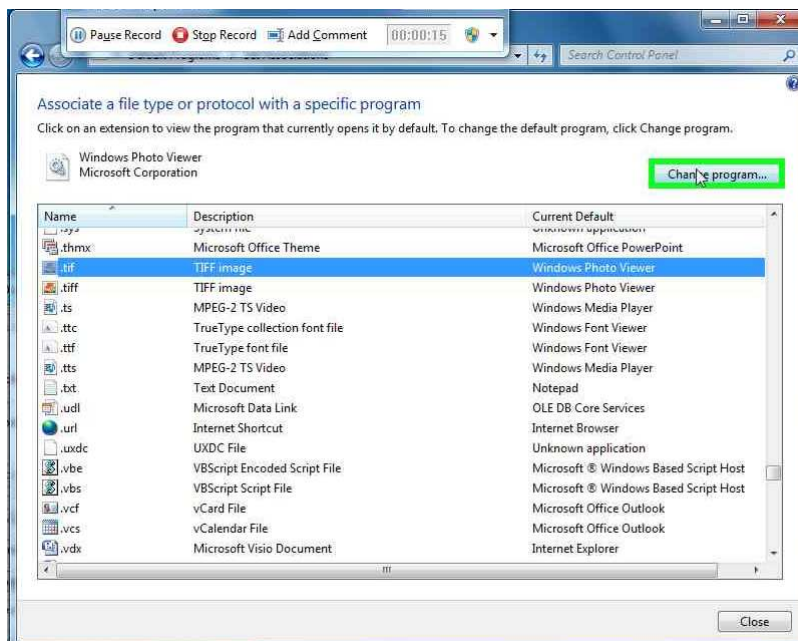 Pause Record Stop Record Add Comment 00:00:15
Search Control Panel
Associate a file type or protocol with a specific program
Click on an extension to view the program that currently opens it by default. To change the default program, click Change program.
Windows Photo Viewer
Microsoft Corporation
Change program...
Name Description Current Default
.thmx Microsoft Office Theme Microsoft Office PowerPoint
.tif TIFF image Windows Photo Viewer
.tiff TIFF image Windows Photo Viewer
.ts MPEG-2 TS Video Windows Media Player
.ttc TrueType collection font file Windows Font Viewer
.ttf TrueType font file Windows Font Viewer
.tts MPEG-2 TS Video Windows Media Player
.txt Text Document Notepad
.udl Microsoft Data Link OLE DB Core Services
.url Internet Shortcut Internet Browser
.uxdc UXDC File Unknown application
.vbe VBScript Encoded Script File Microsoft ® Windows Based Script Host
.vbs VBScript Script File Microsoft ® Windows Based Script Host
.vcf vCard File Microsoft Office Outlook
.vcs vCalendar File Microsoft Office Outlook
.vdx Microsoft Visio Document Internet Explorer
Close